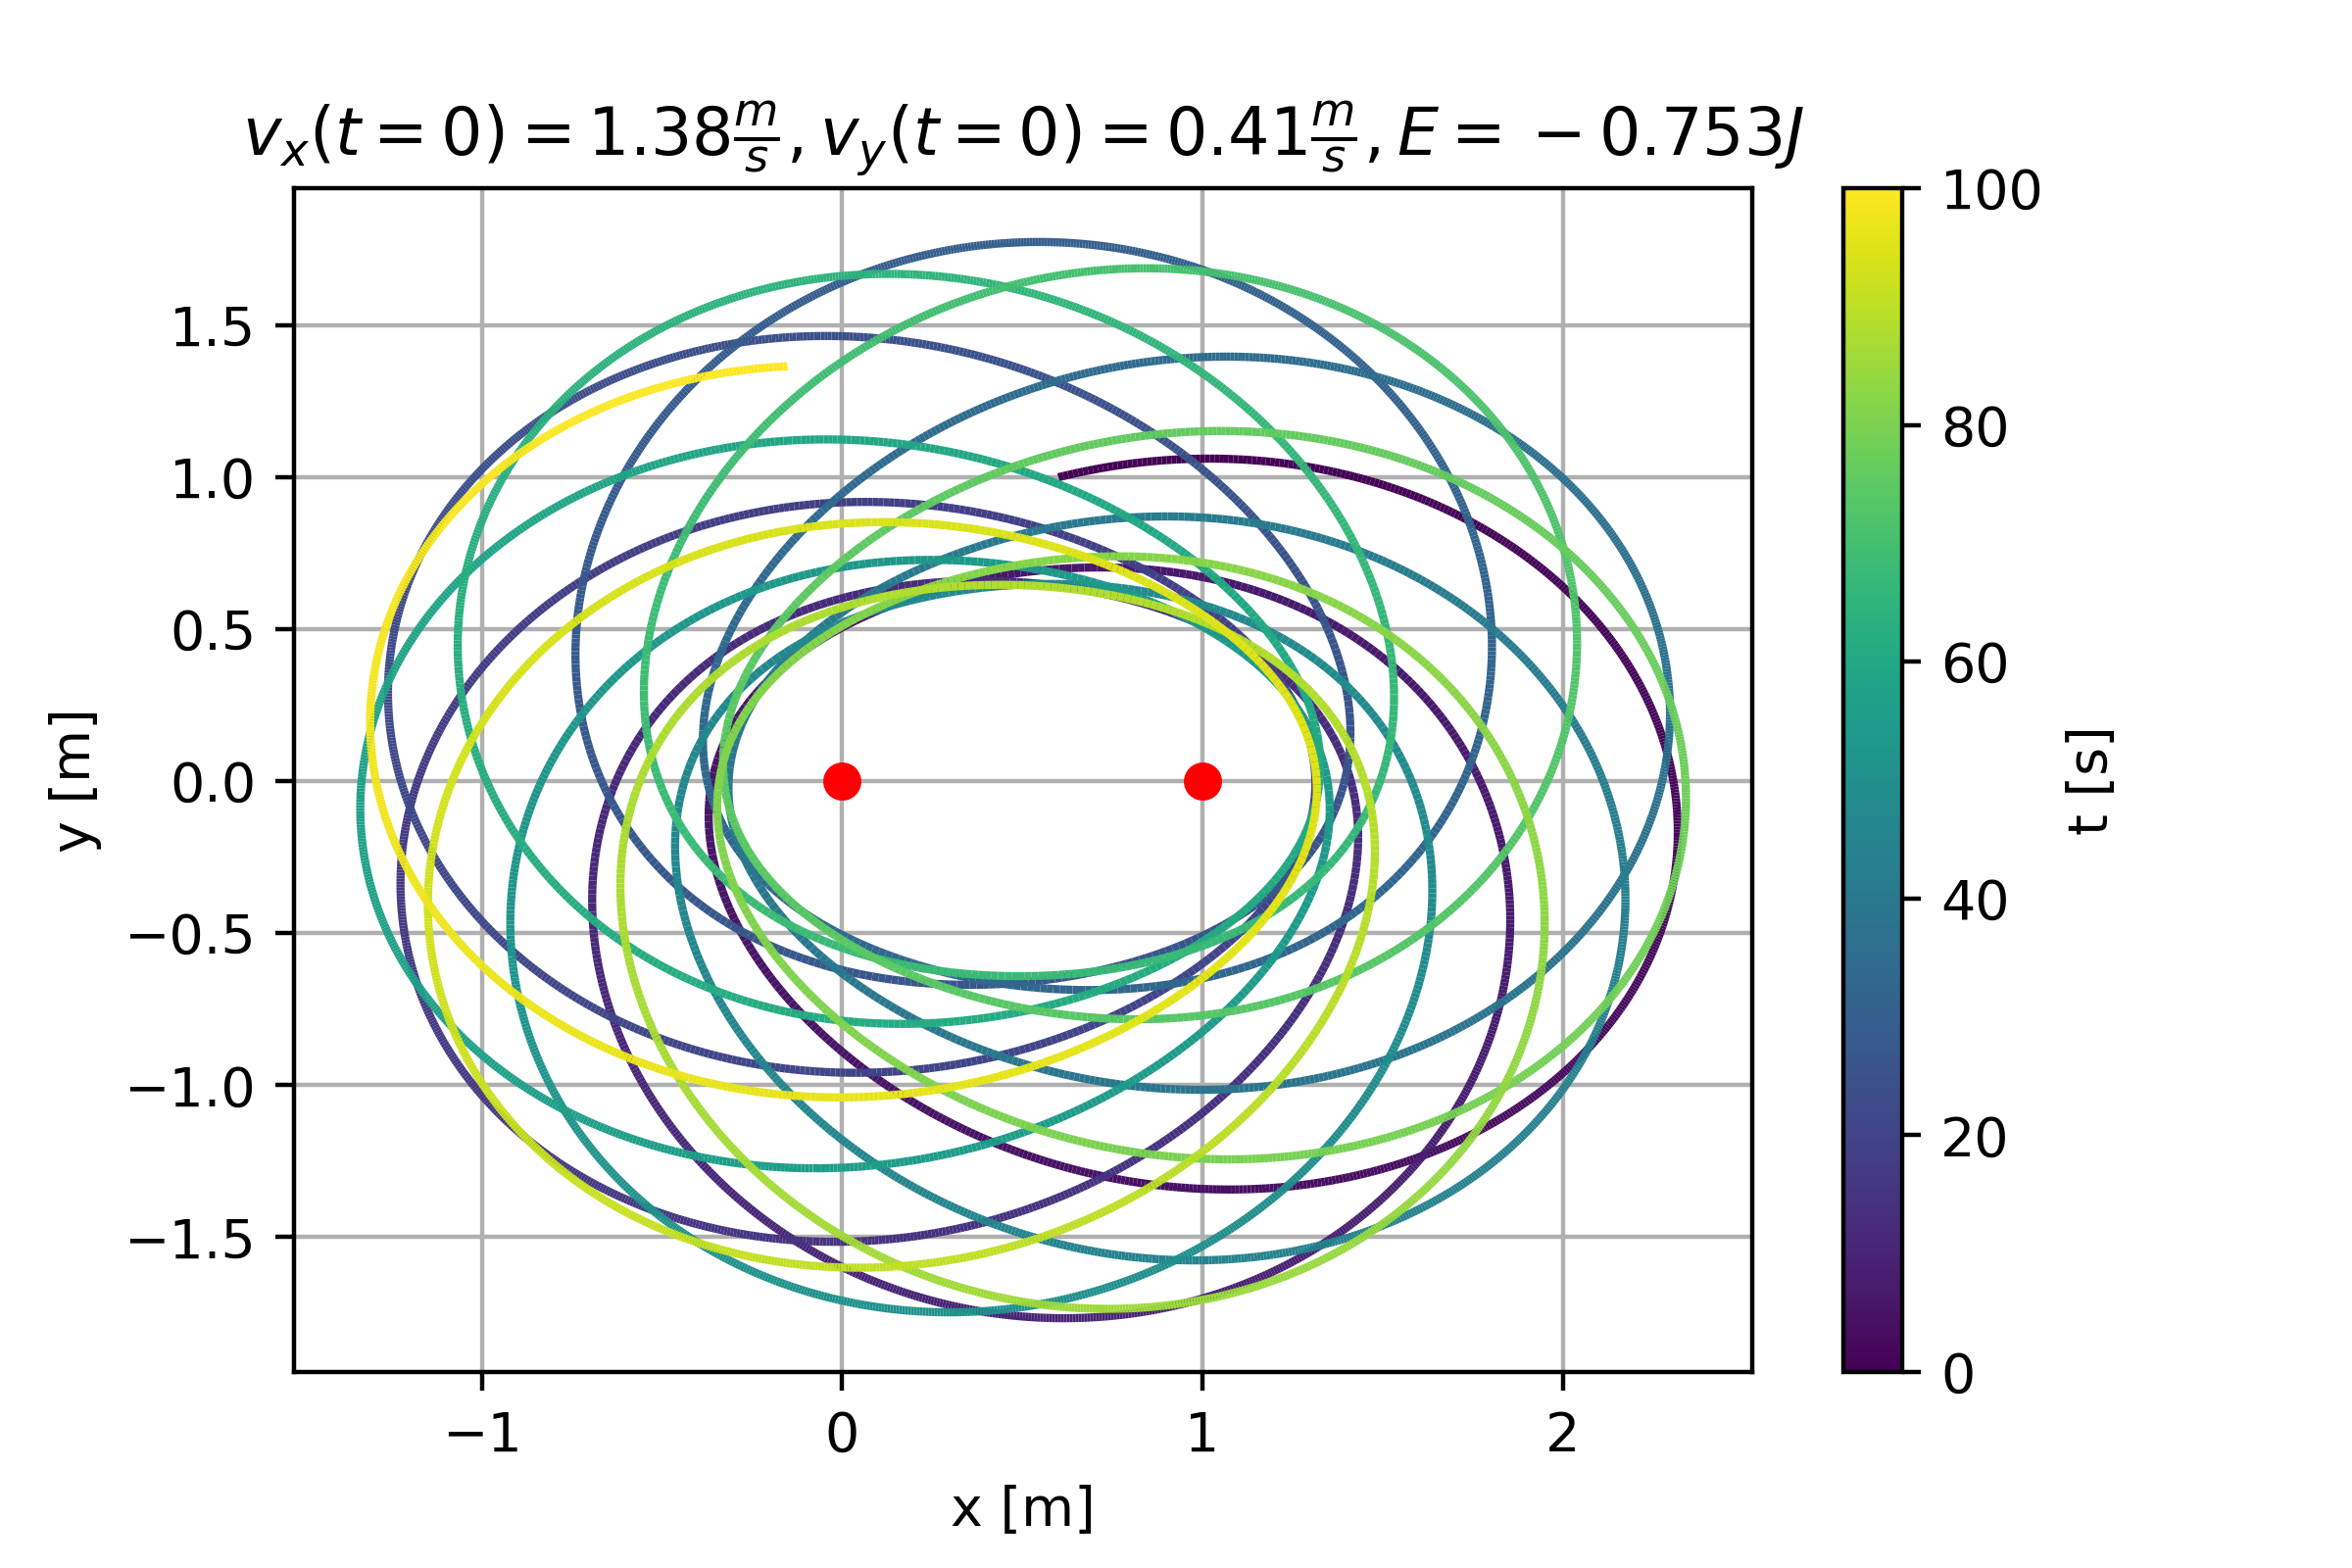 v_x(t = 0) = 1.38 m/s, v_y(t = 0) = 0.41 m/s, E = −0.753J
100
80
60
40
20
0
t [s]
1.5
1.0
0.5
0.0
−0.5
−1.0
−1.5
y [m]
−1 0 1 2
x [m]